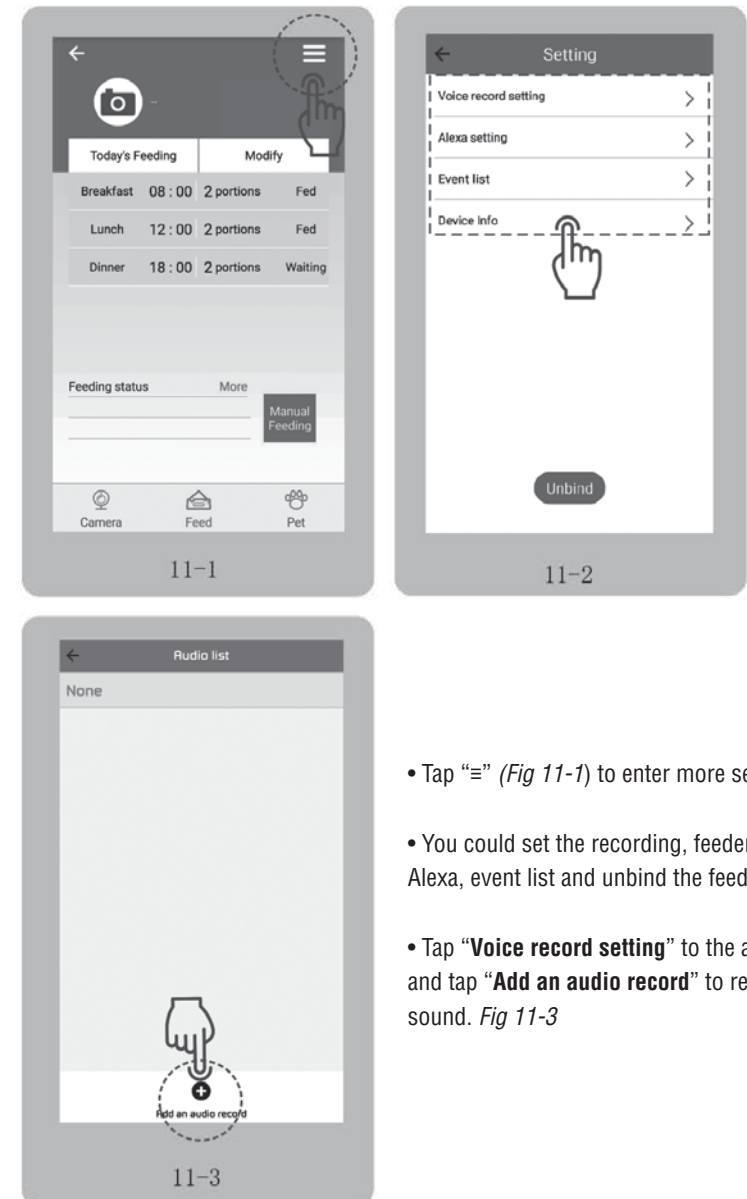 Today's Feeding Modify
Breakfast 08 : 00 2 portions Fed
Lunch 12 : 00 2 portions Fed
Dinner 18 : 00 2 portions Waiting
Feeding status More
Manual
Feeding
Camera Feed Pet
11-1
Setting
Voice record setting
Alexa setting
Event list
Device Info
Unbind
11-2
Audio list
None
Add an audio record
11-3
• Tap “≡” (Fig 11-1) to enter more
• You could set the recording,
Alexa, event list and unbind the
• Tap “Voice record setting” to the
and tap “Add an audio record” to
sound. Fig 11-3